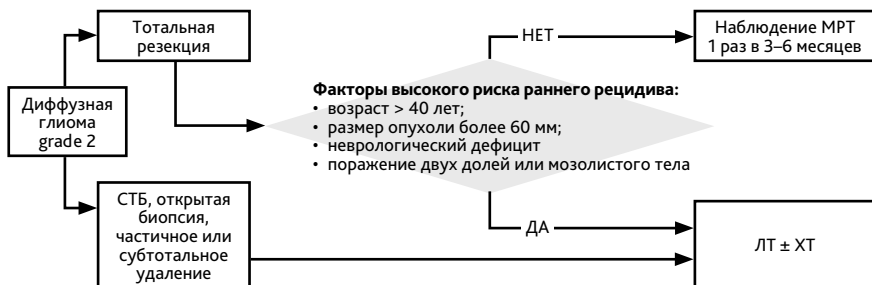 Диффузная
глиома
grade 2
Тотальная
резекция
Факторы высокого риска раннего рецидива:
• возраст > 40 лет;
• размер опухоли более 60 мм;
• неврологический дефицит
• поражение двух долей или мозолистого тела
НЕТ
Наблюдение МРТ
1 раз в 3–6 месяцев
СТБ, открытая
биопсия,
частичное или
субтотальное
удаление
ДА
ЛТ ± ХТ